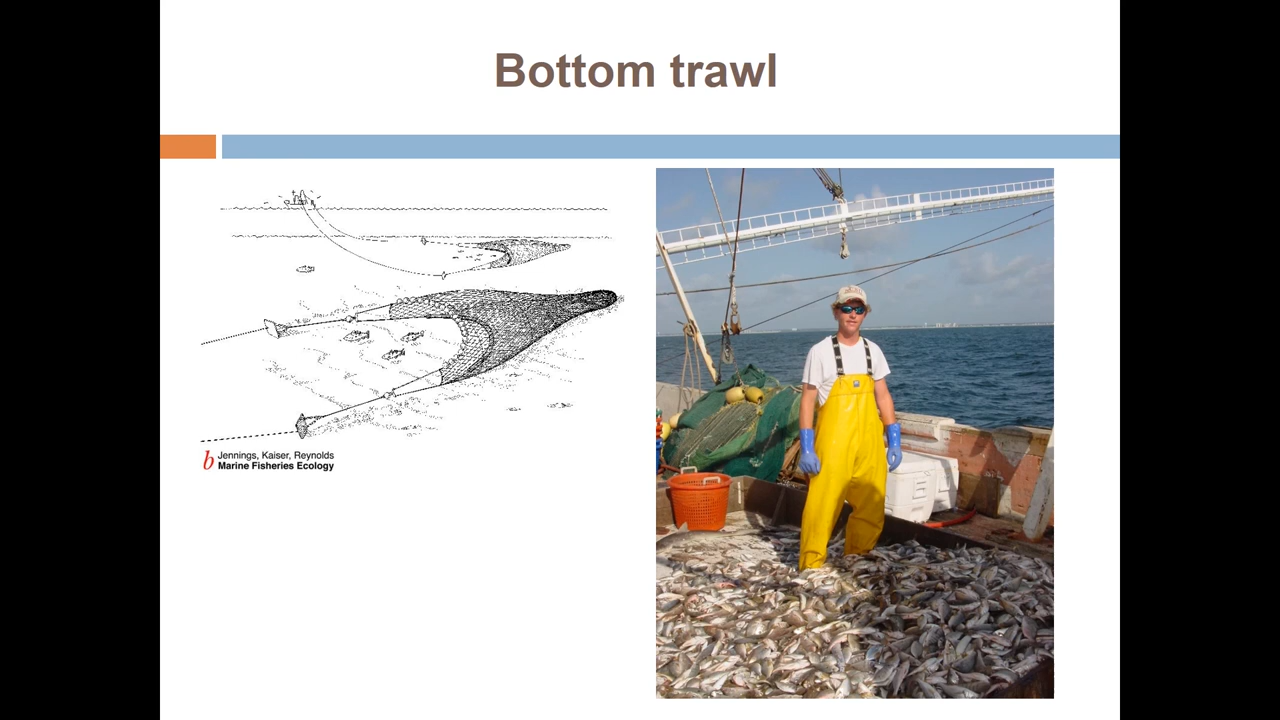 Bottom trawl
b Jennings, Kaiser, Reynolds
Marine Fisheries Ecology